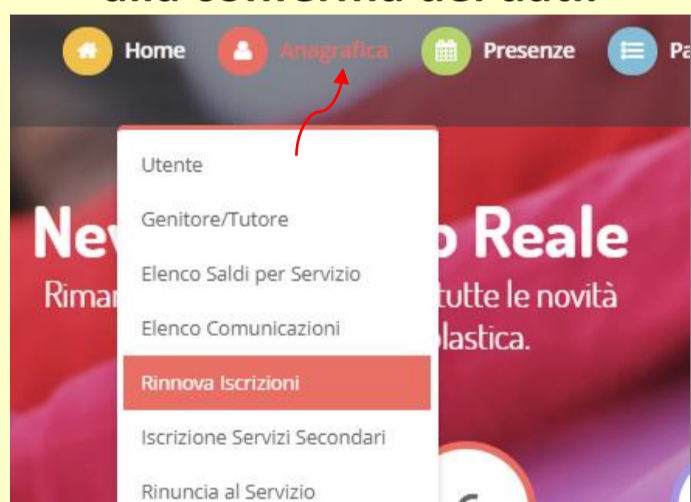 Home Anagrafica Presenze
Utente
Genitore/Tutore
Reale
Elenco Saldi per Servizio
tutte le novità
Elenco Comunicazioni
Rinnova Iscrizioni
Iscrizione Servizi Secondari
Rinuncia al Servizio